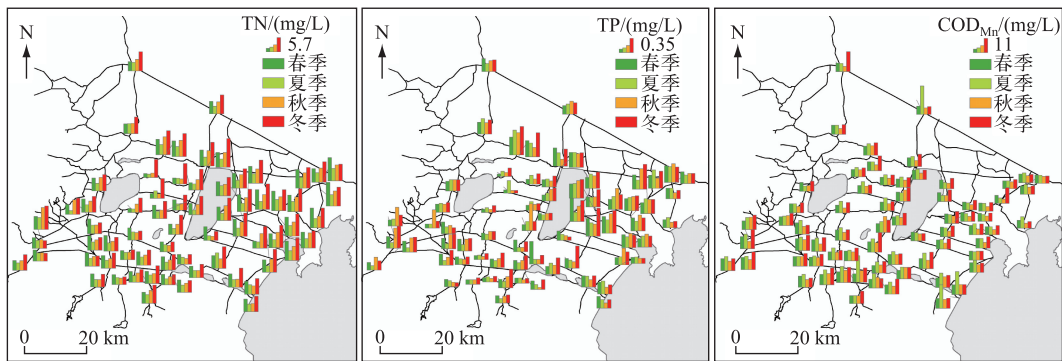 TN/(mg/L)
N
5.7
春季
夏季
秋季
冬季
0 20 km
TP/(mg/L)
N
0.35
春季
夏季
秋季
冬季
0 20 km
COD_Mn/(mg/L)
N
11
春季
夏季
秋季
冬季
0 20 km